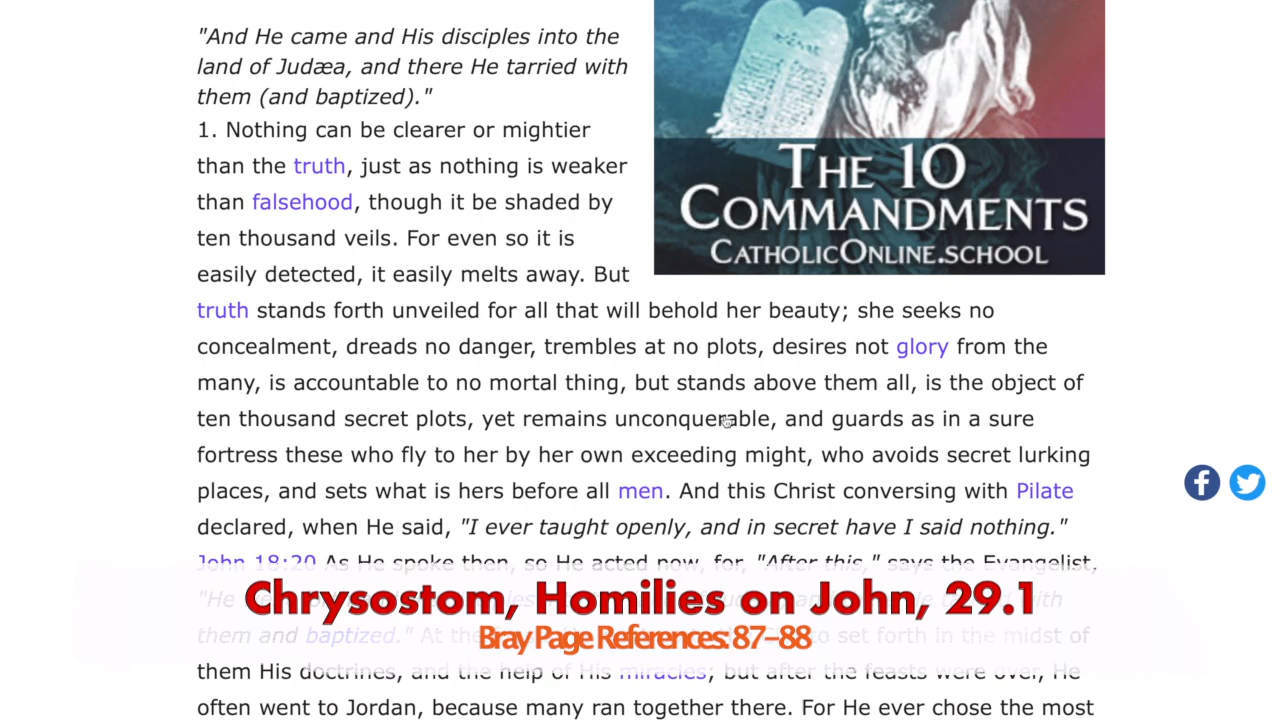 "And He came and His disciples into the
land of Judæa, and there He tarried with
them (and baptized)."
1. Nothing can be clearer or mightier
than the truth, just as nothing is weaker
than falsehood, though it be shaded by
ten thousand veils. For even so it is
easily detected, it easily melts away. But
truth stands forth unveiled for all that will behold her beauty; she seeks no
concealment, dreads no danger, trembles at no plots, desires not glory from the
many, is accountable to no mortal thing, but stands above them all, is the object of
ten thousand secret plots, yet remains unconquerable, and guards as in a sure
fortress these who fly to her by her own exceeding might, who avoids secret lurking
places, and sets what is hers before all men. And this Christ conversing with Pilate
declared, when He said, "I ever taught openly, and in secret have I said nothing."
John 18:20 As He spoke then, so He acted now, for, "After this," says the Evangelist,
"He
with
them and baptized." At the
to set forth in the midst of
them His doctrines, and the help of His miracles; but after the feasts were over, He
often went to Jordan, because many ran together there. For He ever chose the most
THE 10
COMMANDMENTS
CATHOLICONLINE.SCHOOL
Chrysostom, Homilies on John, 29.1
Bray Page References: 87–88